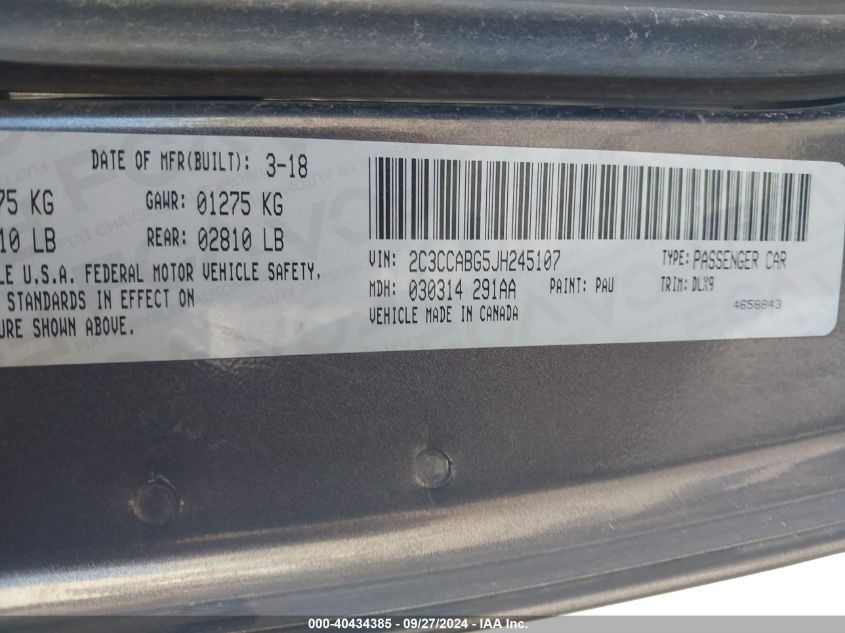 DATE OF MFR(BUILT): 3-18
75 KG GAWR: 01275 KG
10 LB REAR: 02810 LB
LE U.S.A. FEDERAL MOTOR VEHICLE SAFETY,
STANDARDS IN EFFECT ON
URE SHOWN ABOVE.
VIN: 2C3CCABG5JH245107 TYPE: PASSENGER CAR
MDH: 030314 291AA PAINT: PAU TRIM: DLX9
VEHICLE MADE IN CANADA 4658843
000-40434385 - 09/27/2024 - IAA Inc.